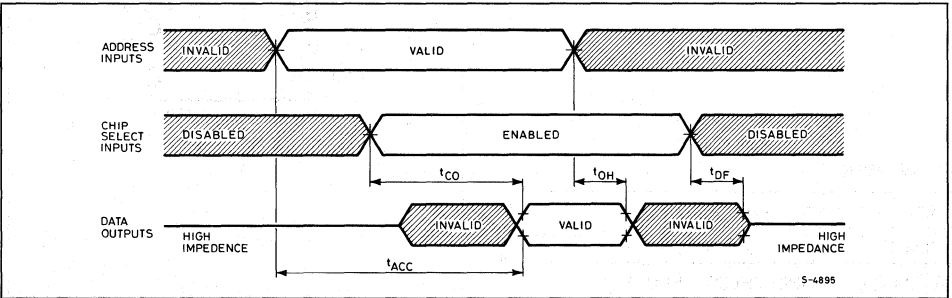 ADDRESS
INPUTS
INVALID
VALID
INVALID
CHIP
SELECT
INPUTS
DISABLED
ENABLED
DISABLED
tCO
tOH
tDF
DATA
OUTPUTS
HIGH
IMPEDENCE
INVALID
VALID
INVALID
HIGH
IMPEDANCE
tACC
S-4895